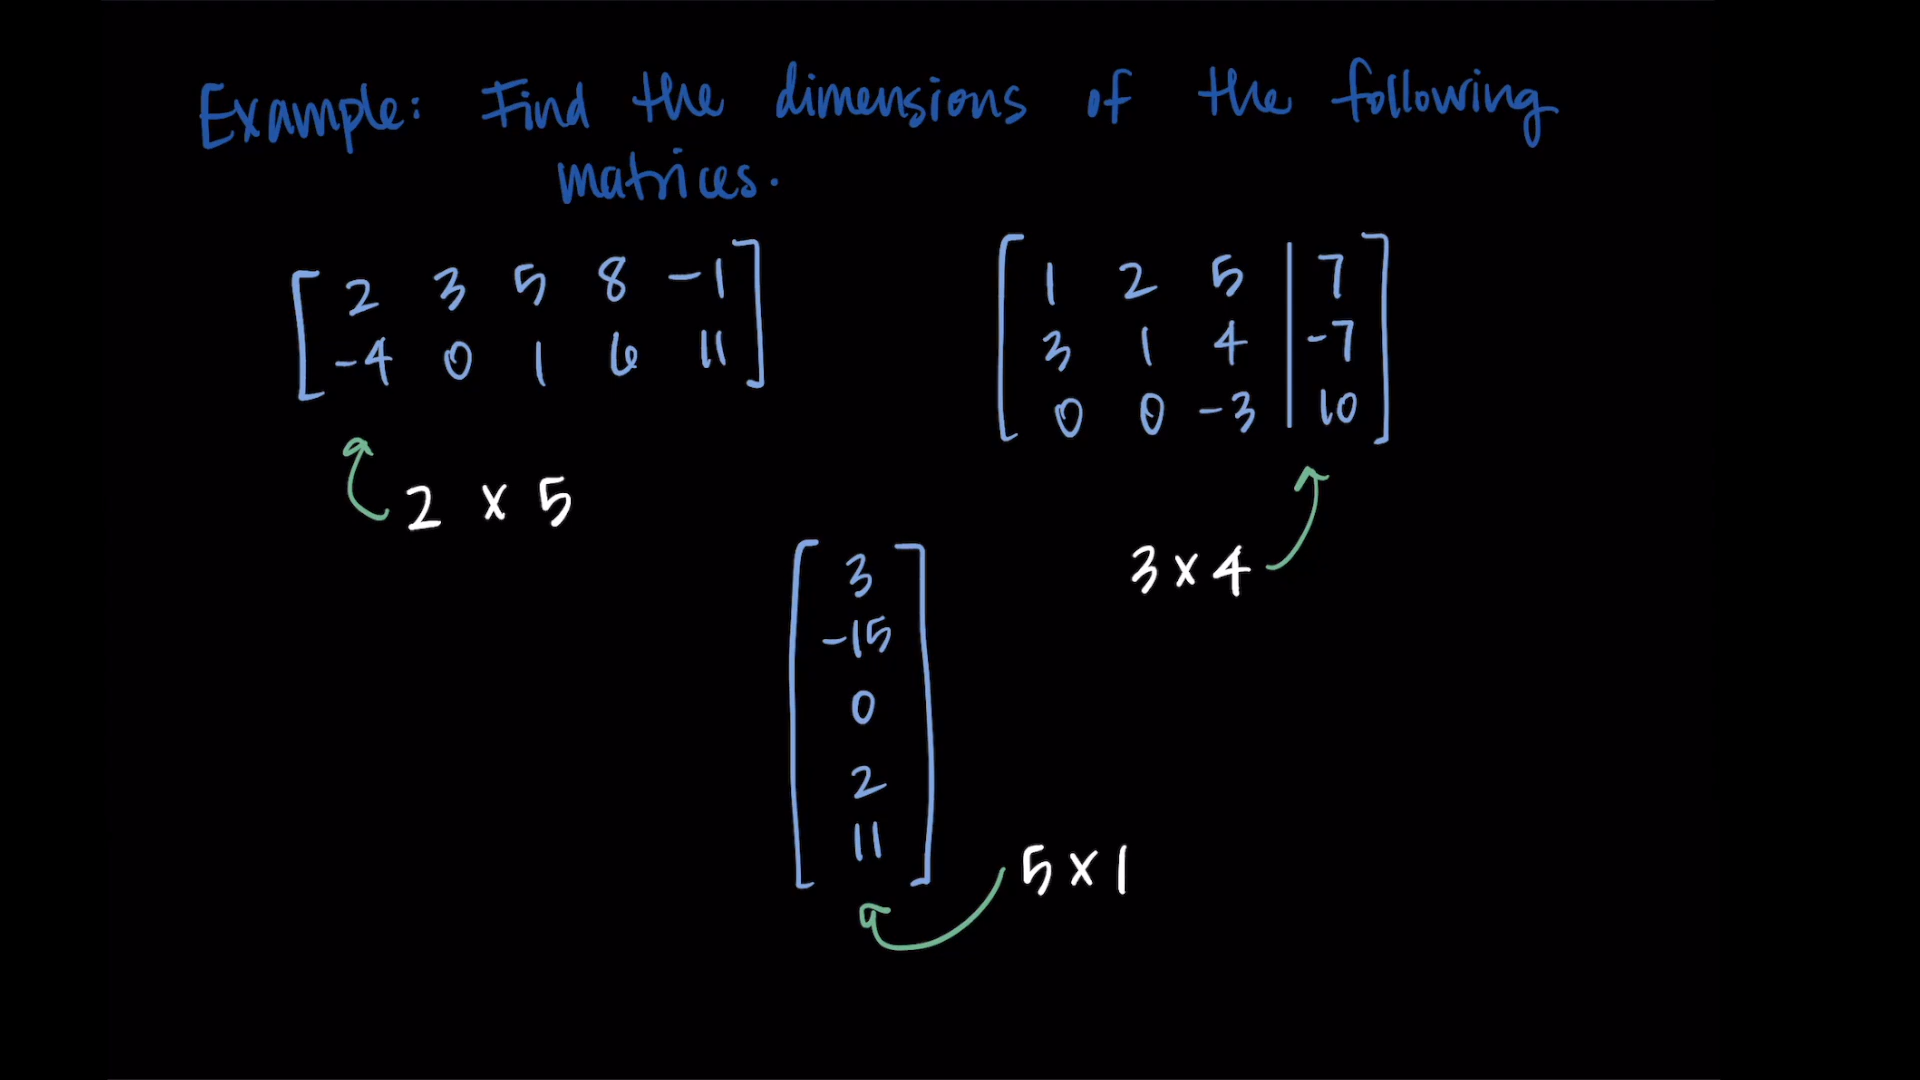 Example: Find the dimensions of the following
matrices.
2 3 5 8 -1
-4 0 1 6 11
2 x 5
1 2 5 | 7
3 1 4 | -7
0 0 -3 | 10
3 x 4
3
-15
0
2
11
5 x 1